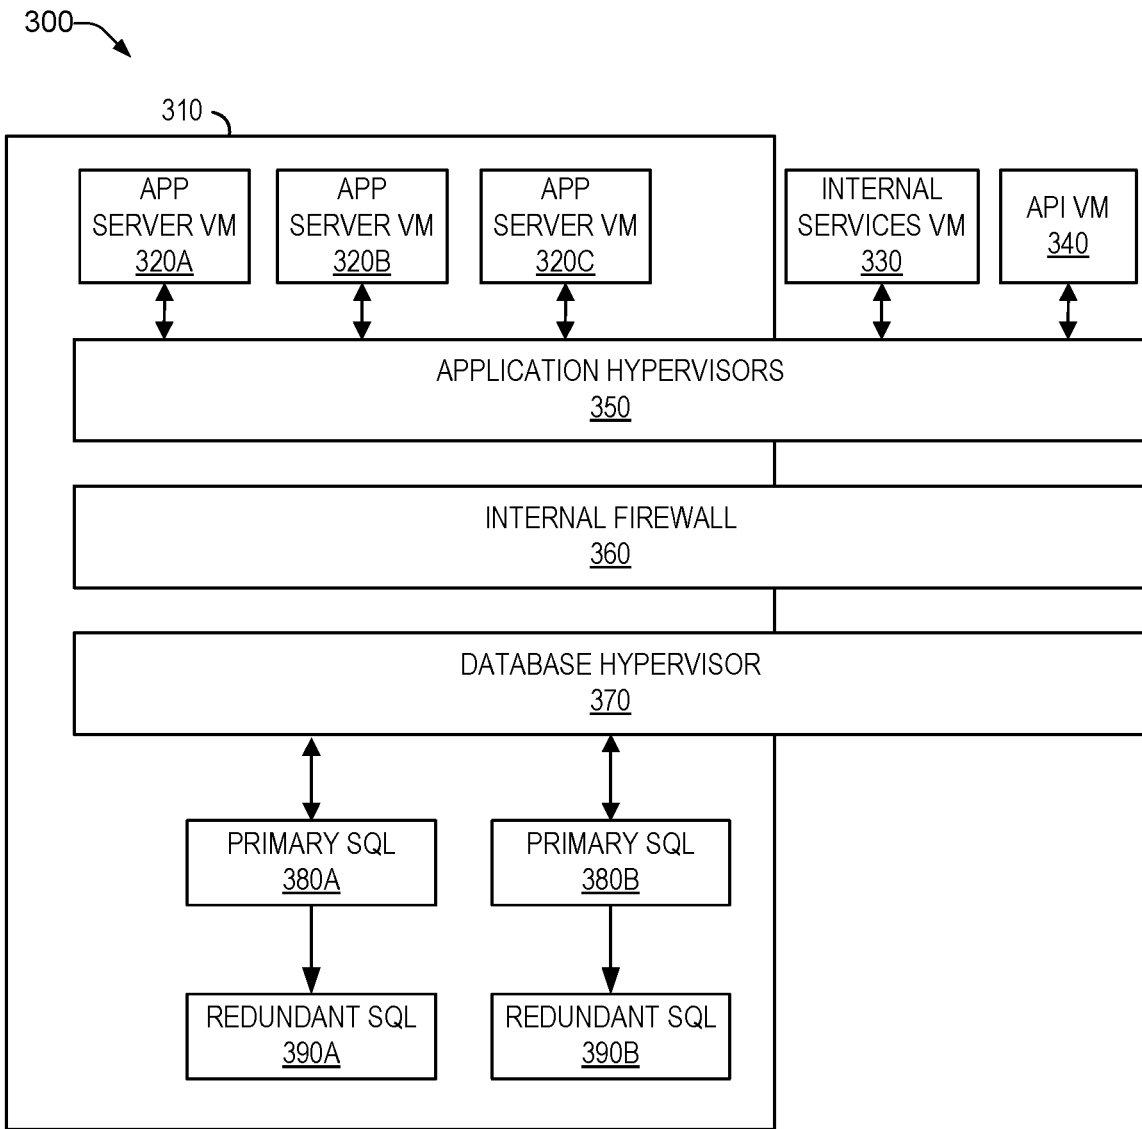 300
310
APP
SERVER VM
320A
APP
SERVER VM
320B
APP
SERVER VM
320C
INTERNAL
SERVICES VM
330
API VM
340
APPLICATION HYPERVISORS
350
INTERNAL FIREWALL
360
DATABASE HYPERVISOR
370
PRIMARY SQL
380A
PRIMARY SQL
380B
REDUNDANT SQL
390A
REDUNDANT SQL
390B